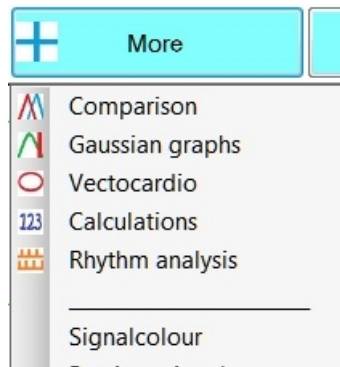 More
Comparison
Gaussian graphs
Vectocardio
123 Calculations
Rhythm analysis
Signalcolour